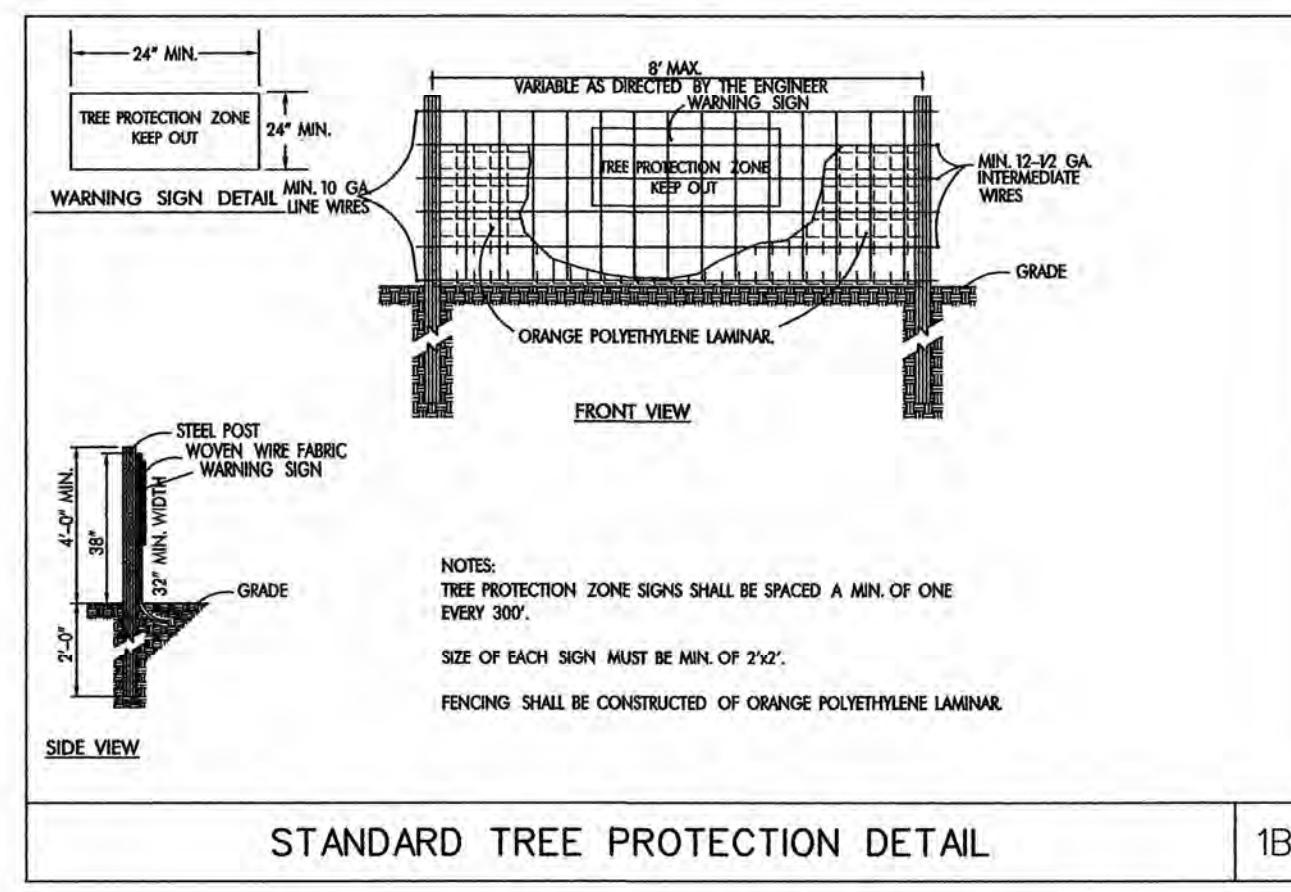 24" MIN.
TREE PROTECTION ZONE
KEEP OUT
24" MIN.
WARNING SIGN DETAIL
MIN. 10 GA.
LINE WIRES
8' MAX.
VARIABLE AS DIRECTED BY THE ENGINEER
WARNING SIGN
TREE PROTECTION ZONE
KEEP OUT
MIN. 12-1/2 GA.
INTERMEDIATE
WIRES
GRADE
ORANGE POLYETHYLENE LAMINAR.
FRONT VIEW
STEEL POST
WOVEN WIRE FABRIC
WARNING SIGN
4'-0" MIN.
38"
32" MIN. WIDTH
GRADE
2'-0"
SIDE VIEW
NOTES:
TREE PROTECTION ZONE SIGNS SHALL BE SPACED A MIN. OF ONE
EVERY 300'.
SIZE OF EACH SIGN MUST BE MIN. OF 2'x2'.
FENCING SHALL BE CONSTRUCTED OF ORANGE POLYETHYLENE LAMINAR.
STANDARD TREE PROTECTION DETAIL
1B